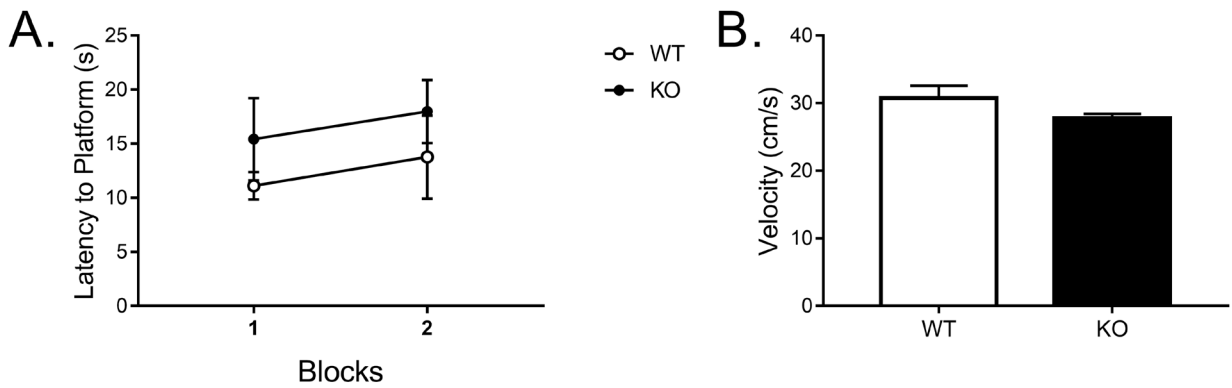 A.
Latency to Platform (s)
25
20
15
10
5
0
1
2
Blocks
WT
KO
B.
Velocity (cm/s)
40
30
20
10
0
WT
KO